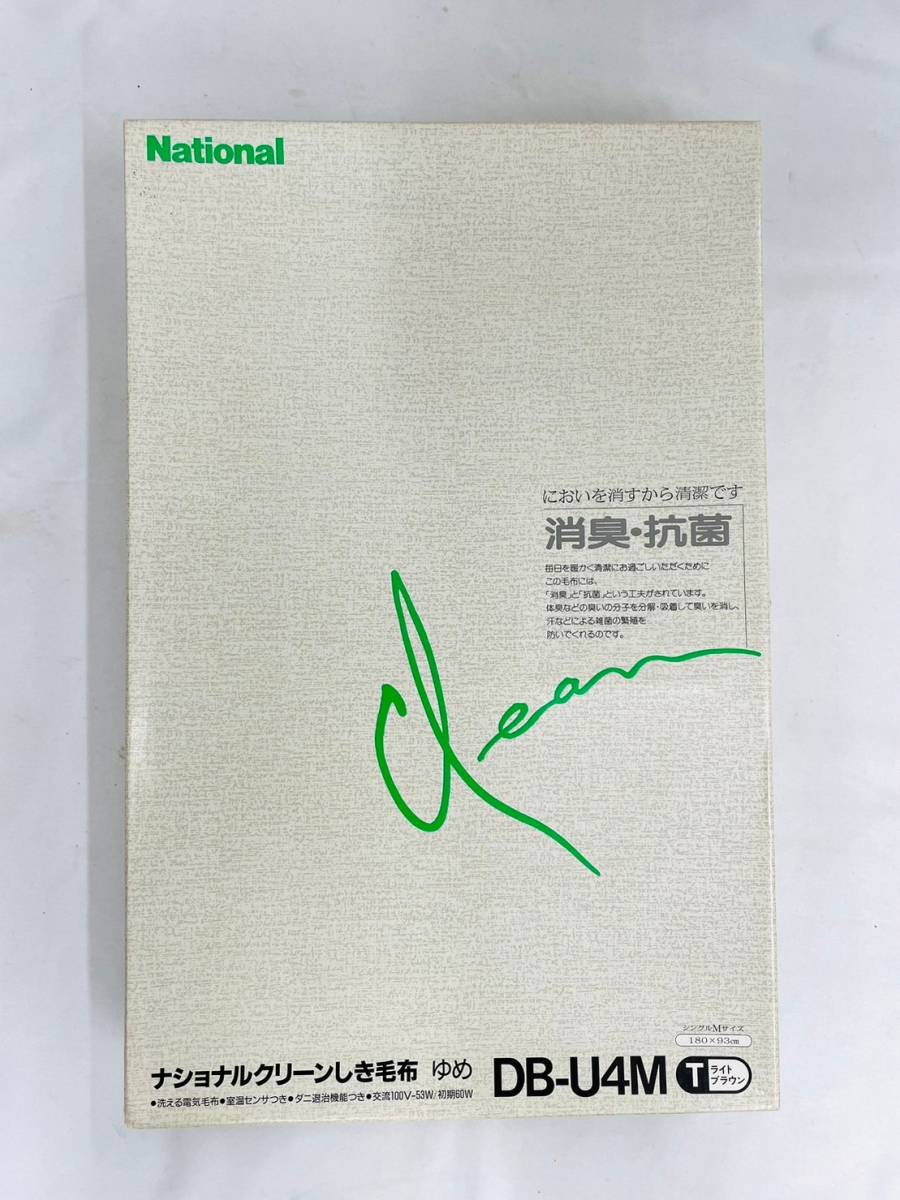 National
においを消すから清潔です
消臭・抗菌
毎日を暖かく清潔にお過ごしいただくために
この毛布には、
「消臭」と「抗菌」という工夫がされています。
体臭などの臭いの分子を分解・吸着して臭いを消し、
汗などによる雑菌の繁殖を
防いでくれるのです。
Clean
シングルMサイズ
180×93cm
ナショナルクリーンしき毛布 ゆめ DB-U4M T ライトブラウン
●洗える電気毛布●室温センサつき●ダニ退治機能つき●交流100V-53W/初期60W